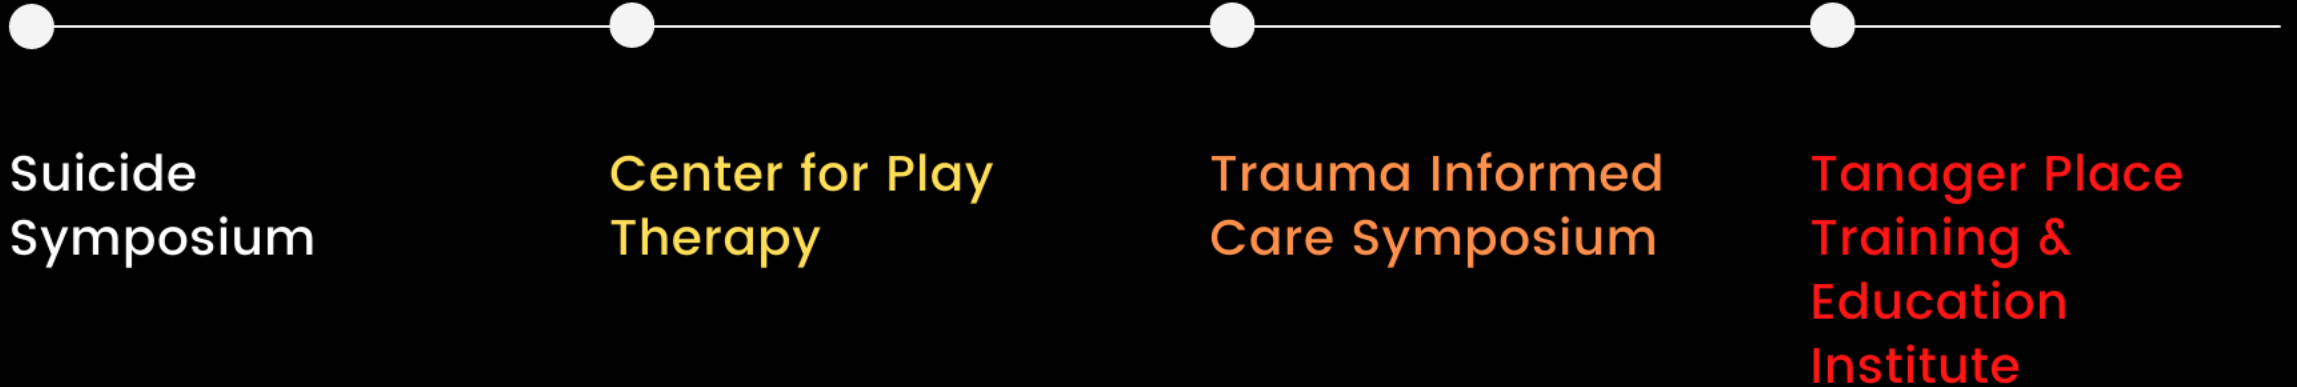 Suicide
Symposium
Center for Play
Therapy
Trauma Informed
Care Symposium
Tanager Place
Training &
Education
Institute